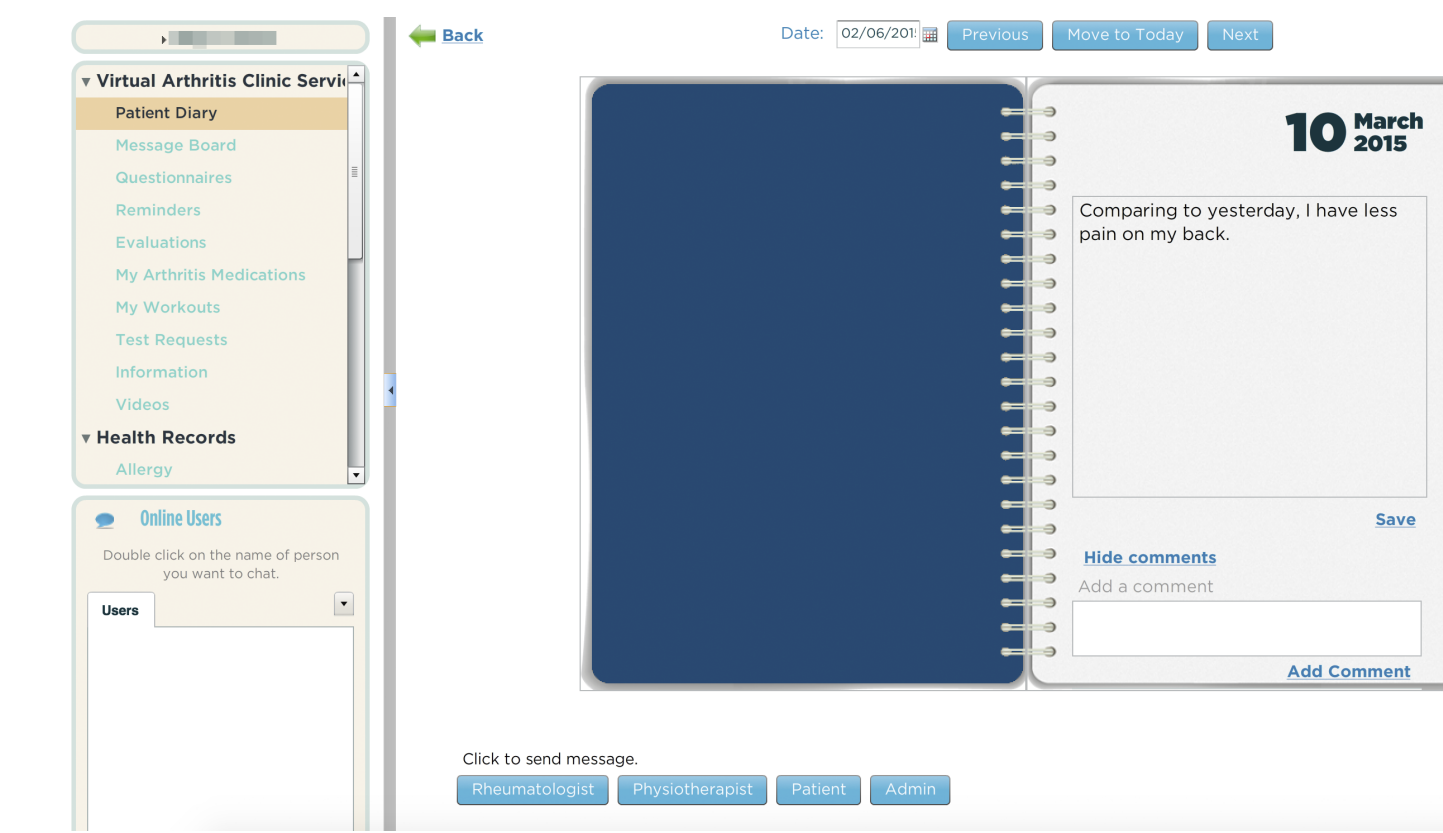 Back
Date: 02/06/201
Previous
Move to Today
Next
Virtual Arthritis Clinic
Patient Diary
Message Board
Questionnaires
Reminders
Evaluations
My Arthritis Medications
My Workouts
Test Requests
Information
Videos
Health Records
Allergy
Online Users
Double click on the name of person
you want to chat.
Users
10 March
2015
Comparing to yesterday, I have less
pain on my back.
Save
Hide comments
Add a comment
Add Comment
Click to send message.
Rheumatologist
Physiotherapist
Patient
Admin